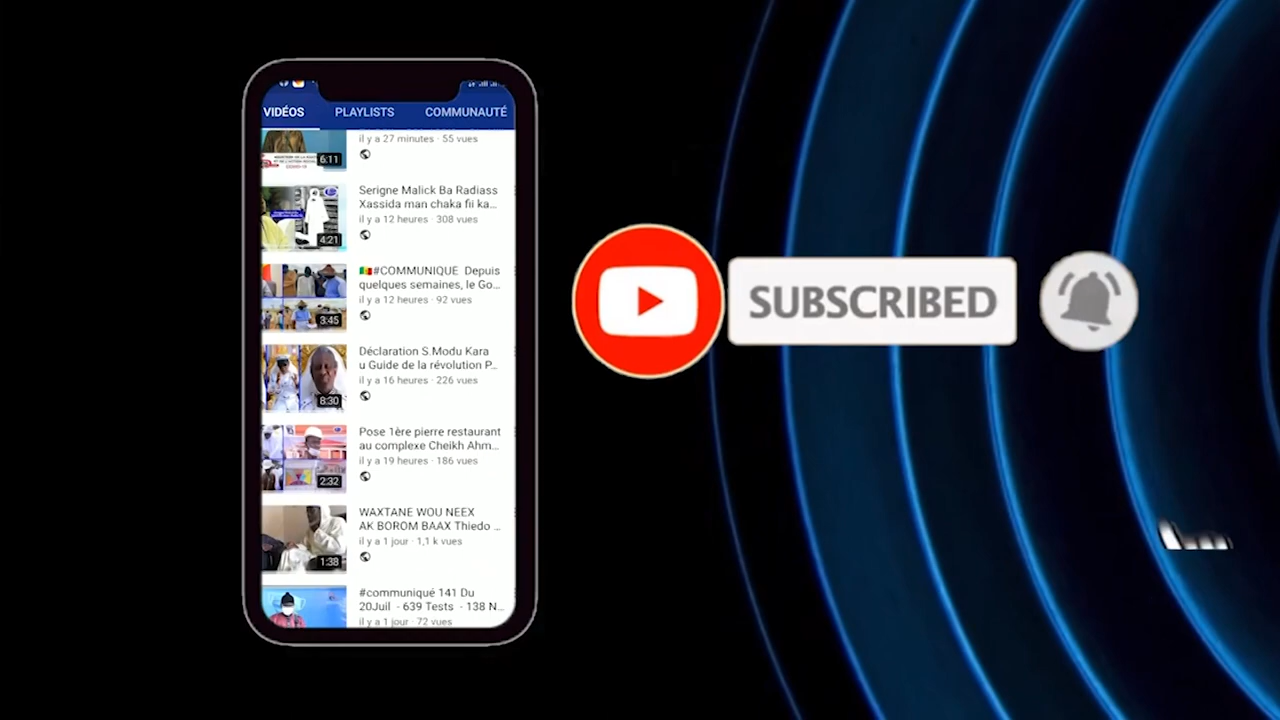 VIDÉOS PLAYLISTS COMMUNAUTÉ
il y a 27 minutes · 55 vues
6:11
Serigne Malick Ba Radiass
Xassida man chaka fii ka...
il y a 12 heures · 308 vues
4:21
🇸🇳#COMMUNIQUE Depuis
quelques semaines, le Go...
il y a 12 heures · 92 vues
3:45
Déclaration S.Modu Kara
u Guide de la révolution P...
il y a 16 heures · 226 vues
8:30
Pose 1ère pierre restaurant
au complexe Cheikh Ahm...
il y a 19 heures · 186 vues
2:32
WAXTANE WOU NEEX
AK BOROM BAAX Thiedo ...
il y a 1 jour · 1,1 k vues
1:38
#communiqué 141 Du
20Juil - 639 Tests - 138 N...
il y a 1 jour · 72 vues
SUBSCRIBED